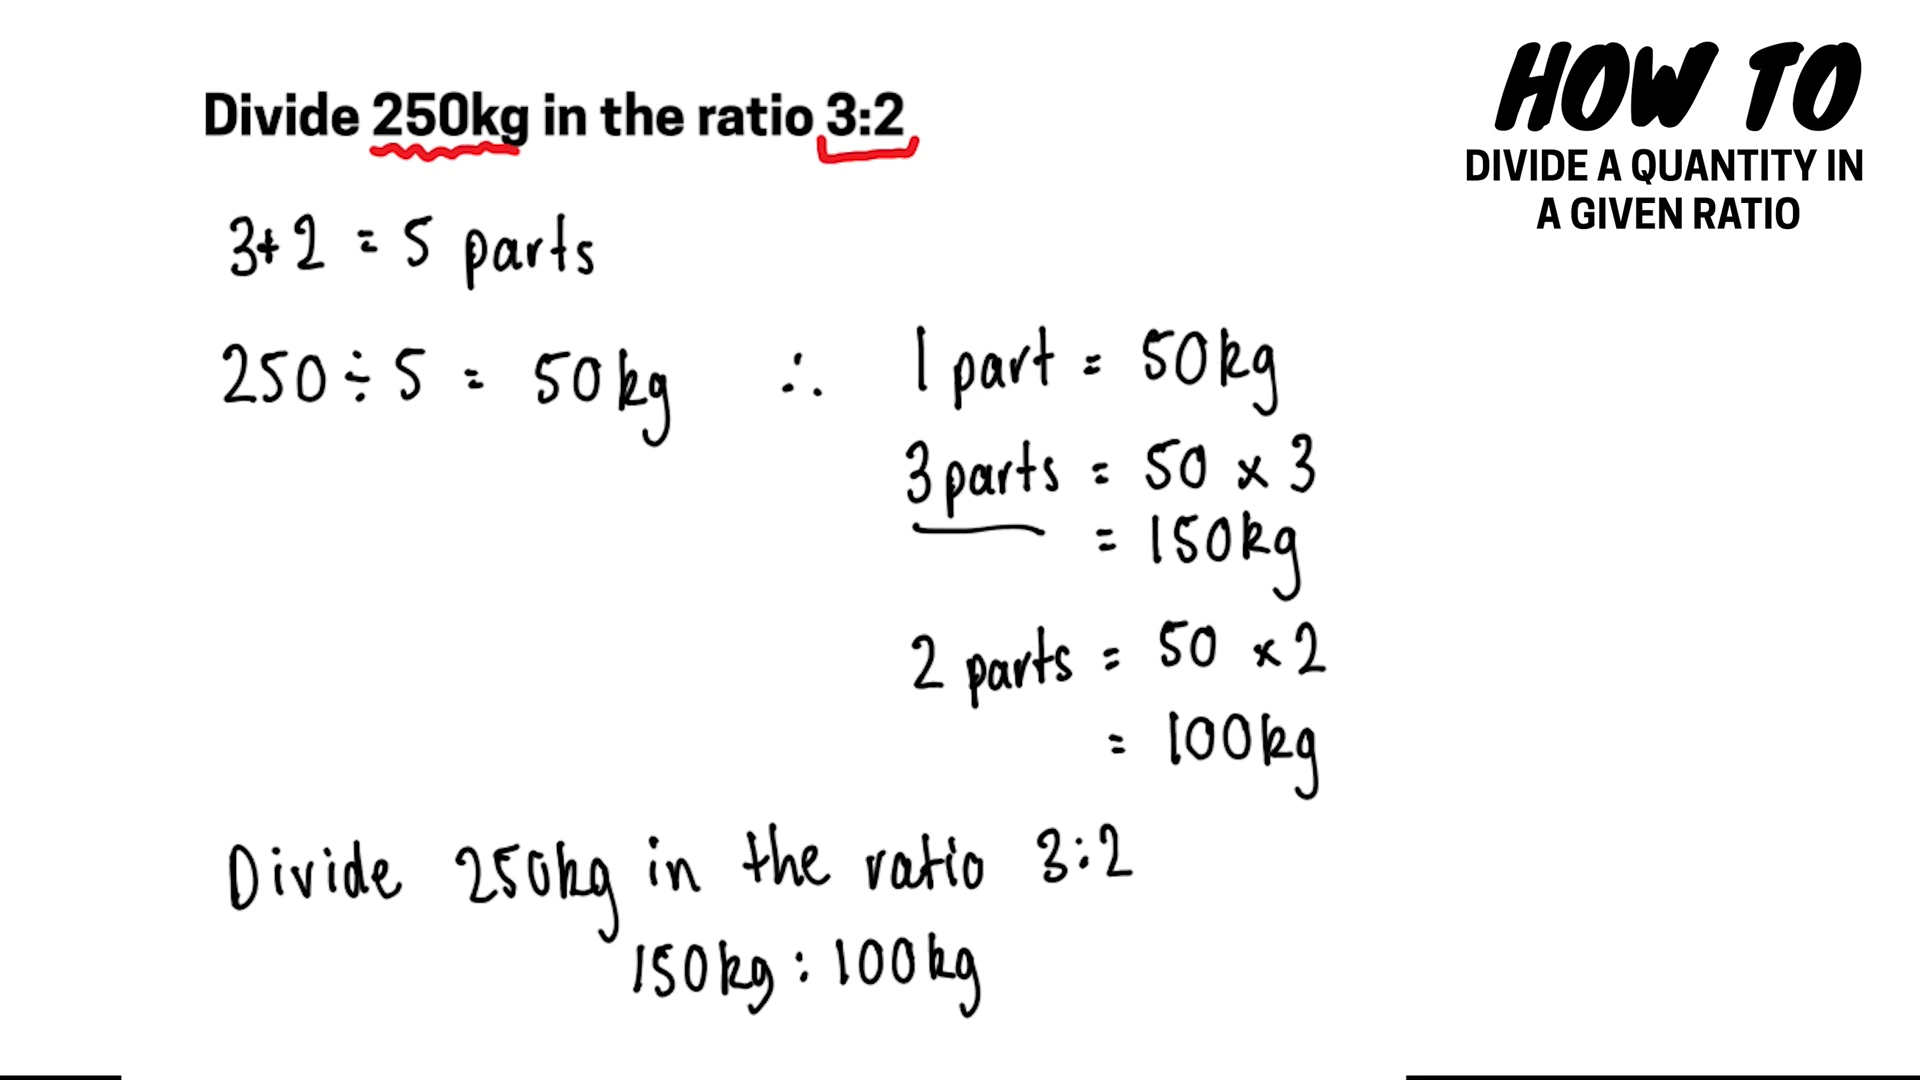 Divide 250kg in the ratio 3:2
HOW TO
DIVIDE A QUANTITY IN
A GIVEN RATIO
3+2 = 5 parts
250 ÷ 5 = 50kg ∴ 1 part = 50kg
3 parts = 50 x 3
= 150kg
2 parts = 50 x 2
= 100kg
Divide 250kg in the ratio 3:2
150kg : 100kg